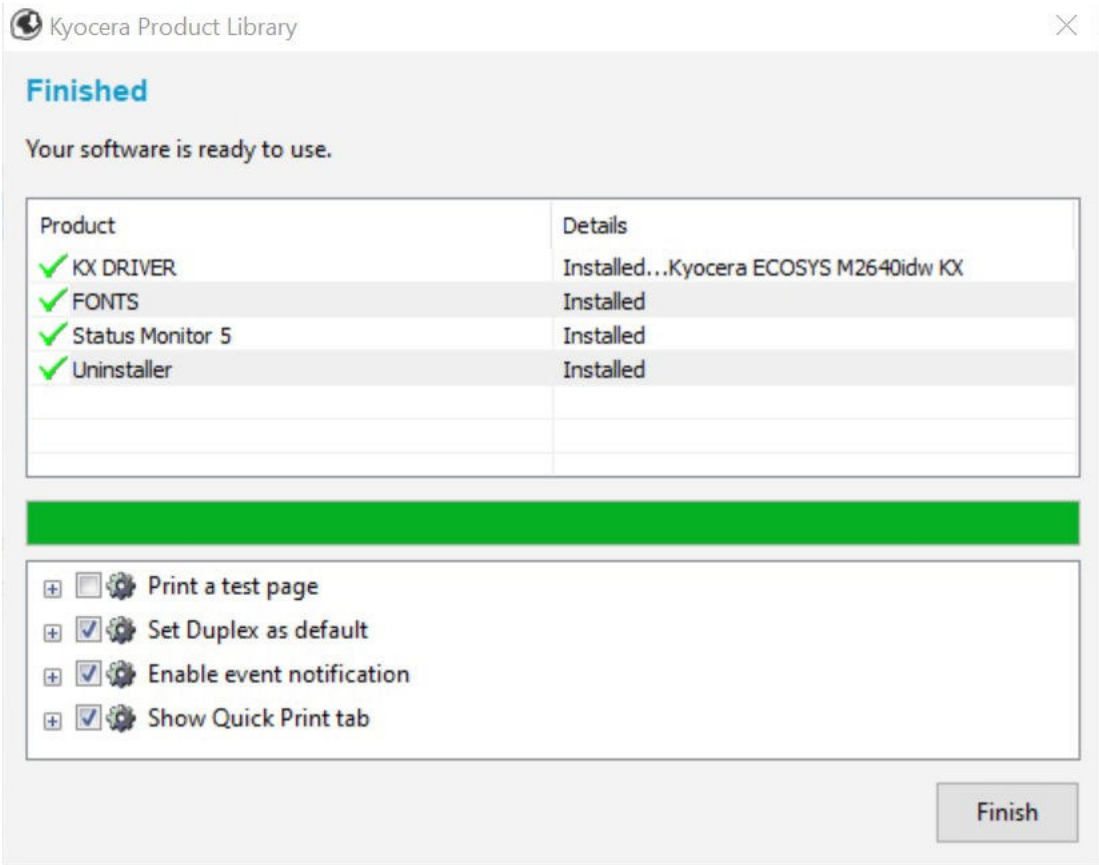 Kyocera Product Library
Finished
Your software is ready to use.
Product Details
KX DRIVER Installed...Kyocera ECOSYS M2640idw KX
FONTS Installed
Status Monitor 5 Installed
Uninstaller Installed
Print a test page
Set Duplex as default
Enable event notification
Show Quick Print tab
Finish